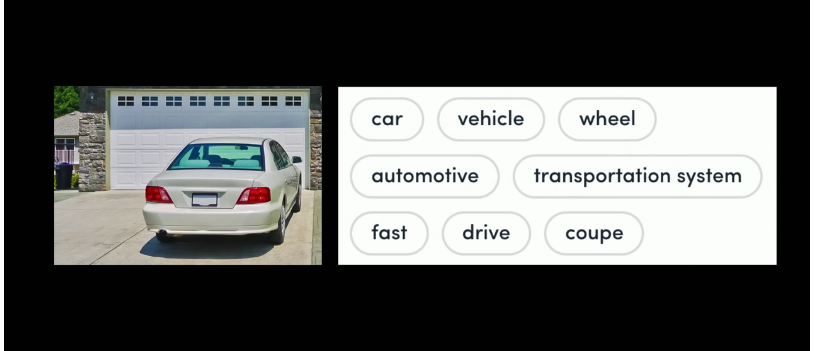 car vehicle wheel
automotive transportation system
fast drive coupe